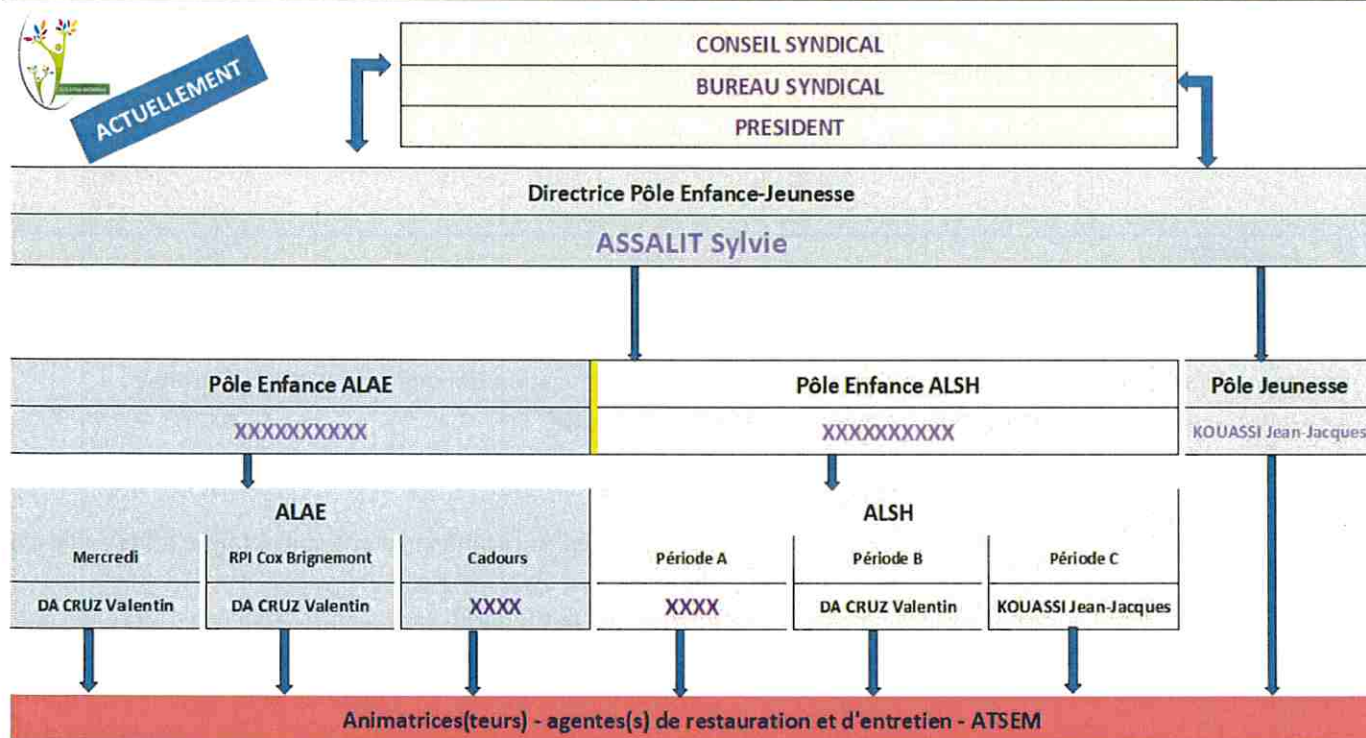 ACTUELLEMENT
CONSEIL SYNDICAL
BUREAU SYNDICAL
PRESIDENT
Directrice Pôle Enfance-Jeunesse
ASSALIT Sylvie
Pôle Enfance ALAE
Pôle Enfance ALSH
Pôle Jeunesse
XXXXXXXXXX
XXXXXXXXXX
KOUASSI Jean-Jacques
ALAE
ALSH
Mercredi
RPI Cox Brignemont
Cadours
Période A
Période B
Période C
DA CRUZ Valentin
DA CRUZ Valentin
XXXX
XXXX
DA CRUZ Valentin
KOUASSI Jean-Jacques
Animatrices(teurs) - agentes(s) de restauration et d'entretien - ATSEM